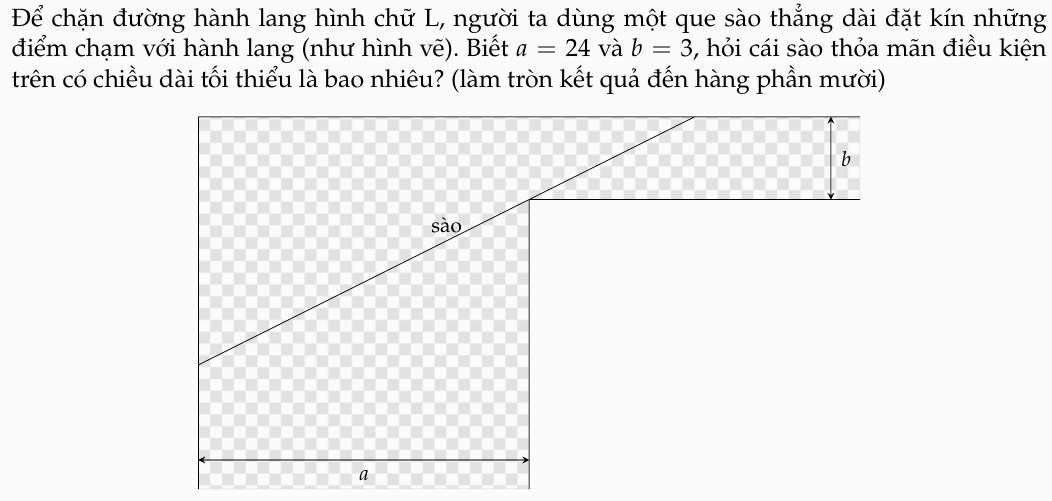 Để chặn đường hành lang hình chữ L, người ta dùng một que sào thẳng dài đặt kín những
điểm chạm với hành lang (như hình vẽ). Biết a = 24 và b = 3, hỏi cái sào thỏa mãn điều kiện
trên có chiều dài tối thiểu là bao nhiêu? (làm tròn kết quả đến hàng phần mười)
b
sào
a